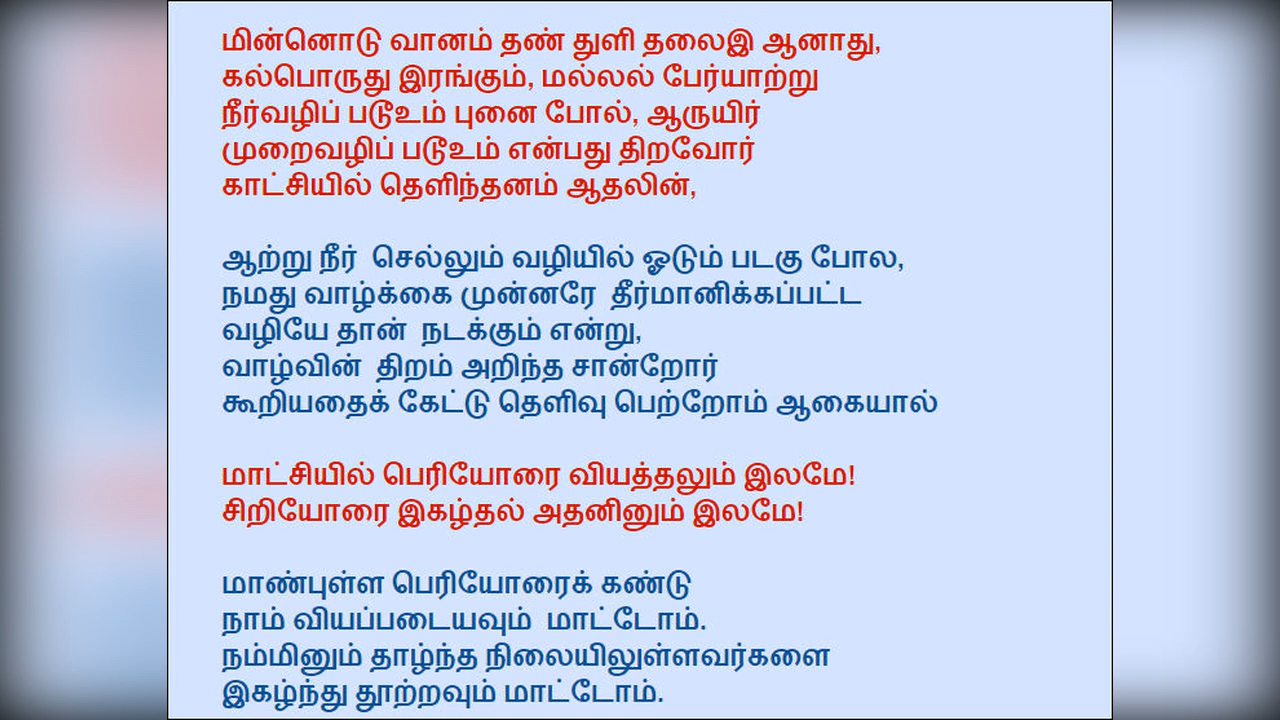 மின்னொடு வானம் தண் துளி தலைஇ ஆனாது,
கல்பொருது இரங்கும், மல்லல் பேர்யாற்று
நீர்வழிப் படூஉம் புனை போல், ஆருயிர்
முறைவழிப் படூஉம் என்பது திறவோர்
காட்சியில் தெளிந்தனம் ஆதலின்,
ஆற்று நீர் செல்லும் வழியில் ஓடும் படகு போல,
நமது வாழ்க்கை முன்னரே தீர்மானிக்கப்பட்ட
வழியே தான் நடக்கும் என்று,
வாழ்வின் திறம் அறிந்த சான்றோர்
கூறியதைக் கேட்டு தெளிவு பெற்றோம் ஆகையால்
மாட்சியில் பெரியோரை வியத்தலும் இலமே!
சிறியோரை இகழ்தல் அதனினும் இலமே!
மாண்புள்ள பெரியோரைக் கண்டு
நாம் வியப்படையவும் மாட்டோம்.
நம்மினும் தாழ்ந்த நிலையிலுள்ளவர்களை
இகழ்ந்து தூற்றவும் மாட்டோம்.